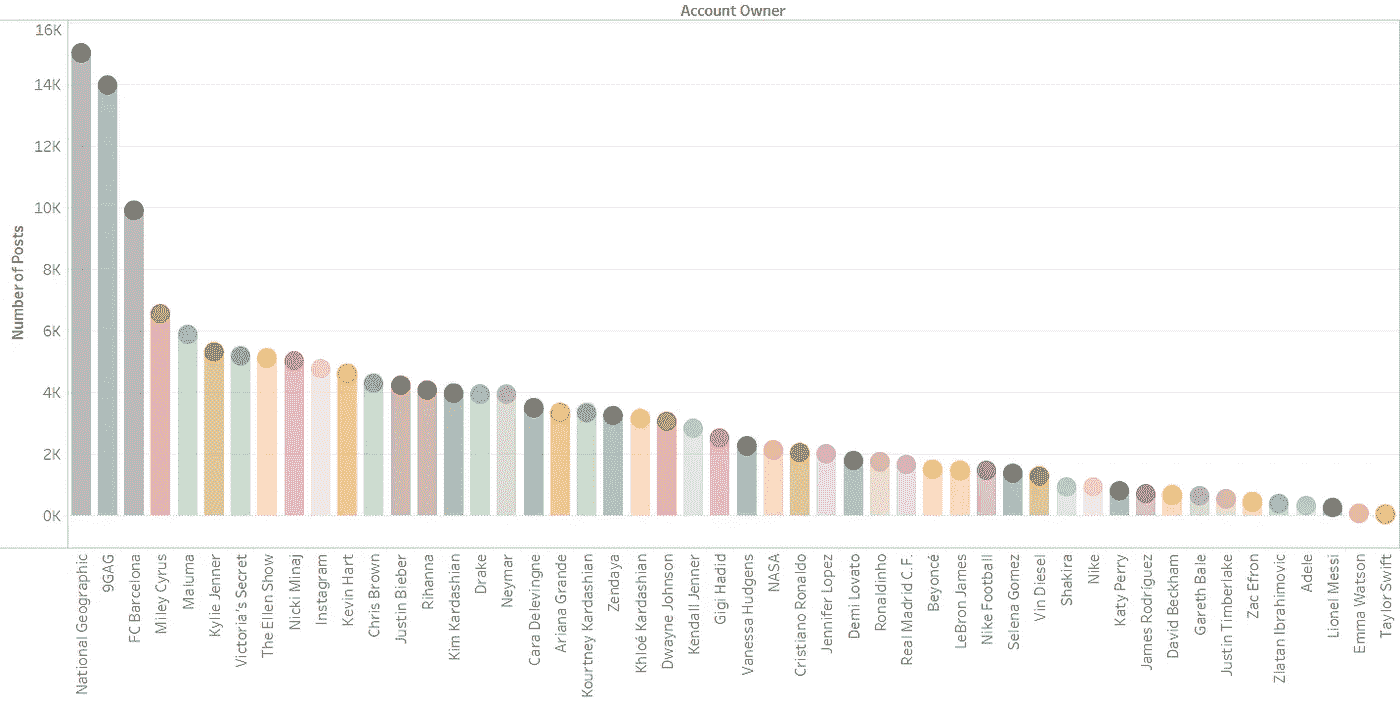 Account Owner
Number of Posts
16K
14K
12K
10K
8K
6K
4K
2K
0K
National Geographic
9GAG
FC Barcelona
Miley Cyrus
Maluma
Kylie Jenner
Victoria's Secret
The Ellen Show
Nicki Minaj
Instagram
Kevin Hart
Chris Brown
Justin Bieber
Rihanna
Kim Kardashian
Drake
Neymar
Cara Delevingne
Ariana Grande
Kourtney Kardashian
Zendaya
Khloé Kardashian
Dwayne Johnson
Kendall Jenner
Gigi Hadid
Vanessa Hudgens
NASA
Cristiano Ronaldo
Jennifer Lopez
Demi Lovato
Ronaldinho
Real Madrid C.F.
Beyoncé
LeBron James
Nike Football
Selena Gomez
Vin Diesel
Shakira
Nike
Katy Perry
James Rodríguez
David Beckham
Gareth Bale
Justin Timberlake
Zac Efron
Zlatan Ibrahimovic
Adele
Lionel Messi
Emma Watson
Taylor Swift